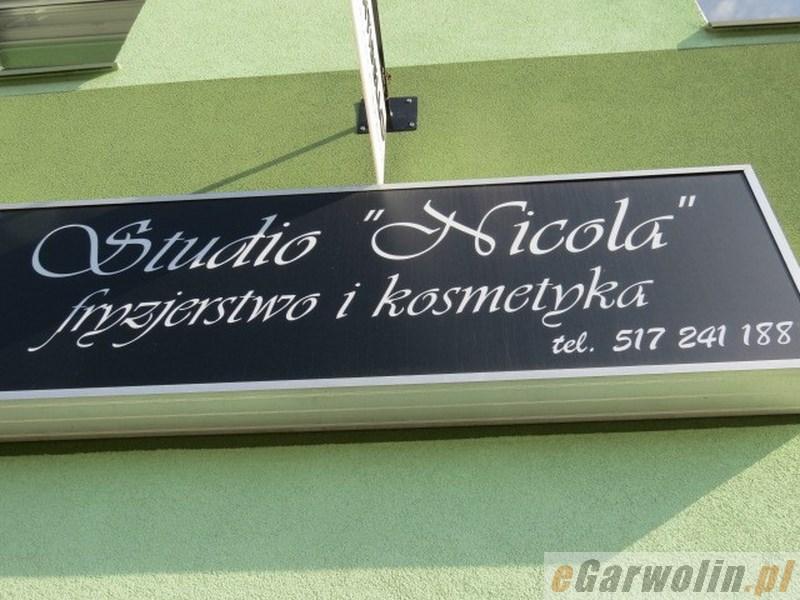 Studio "Nicola"
fryzjerstwo i kosmetyka
tel. 517 241 188
eGarwolin.pl